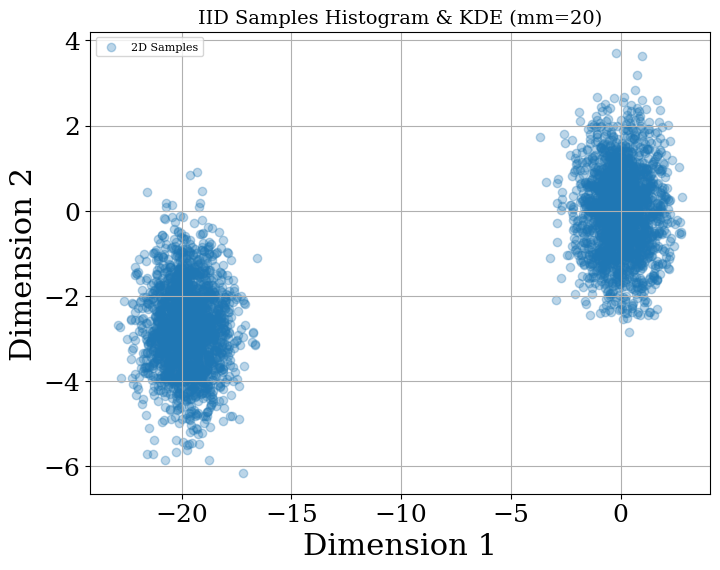 IID Samples Histogram & KDE (mm=20)
2D Samples
4
2
0
−2
−4
−6
Dimension 2
−20 −15 −10 −5 0
Dimension 1